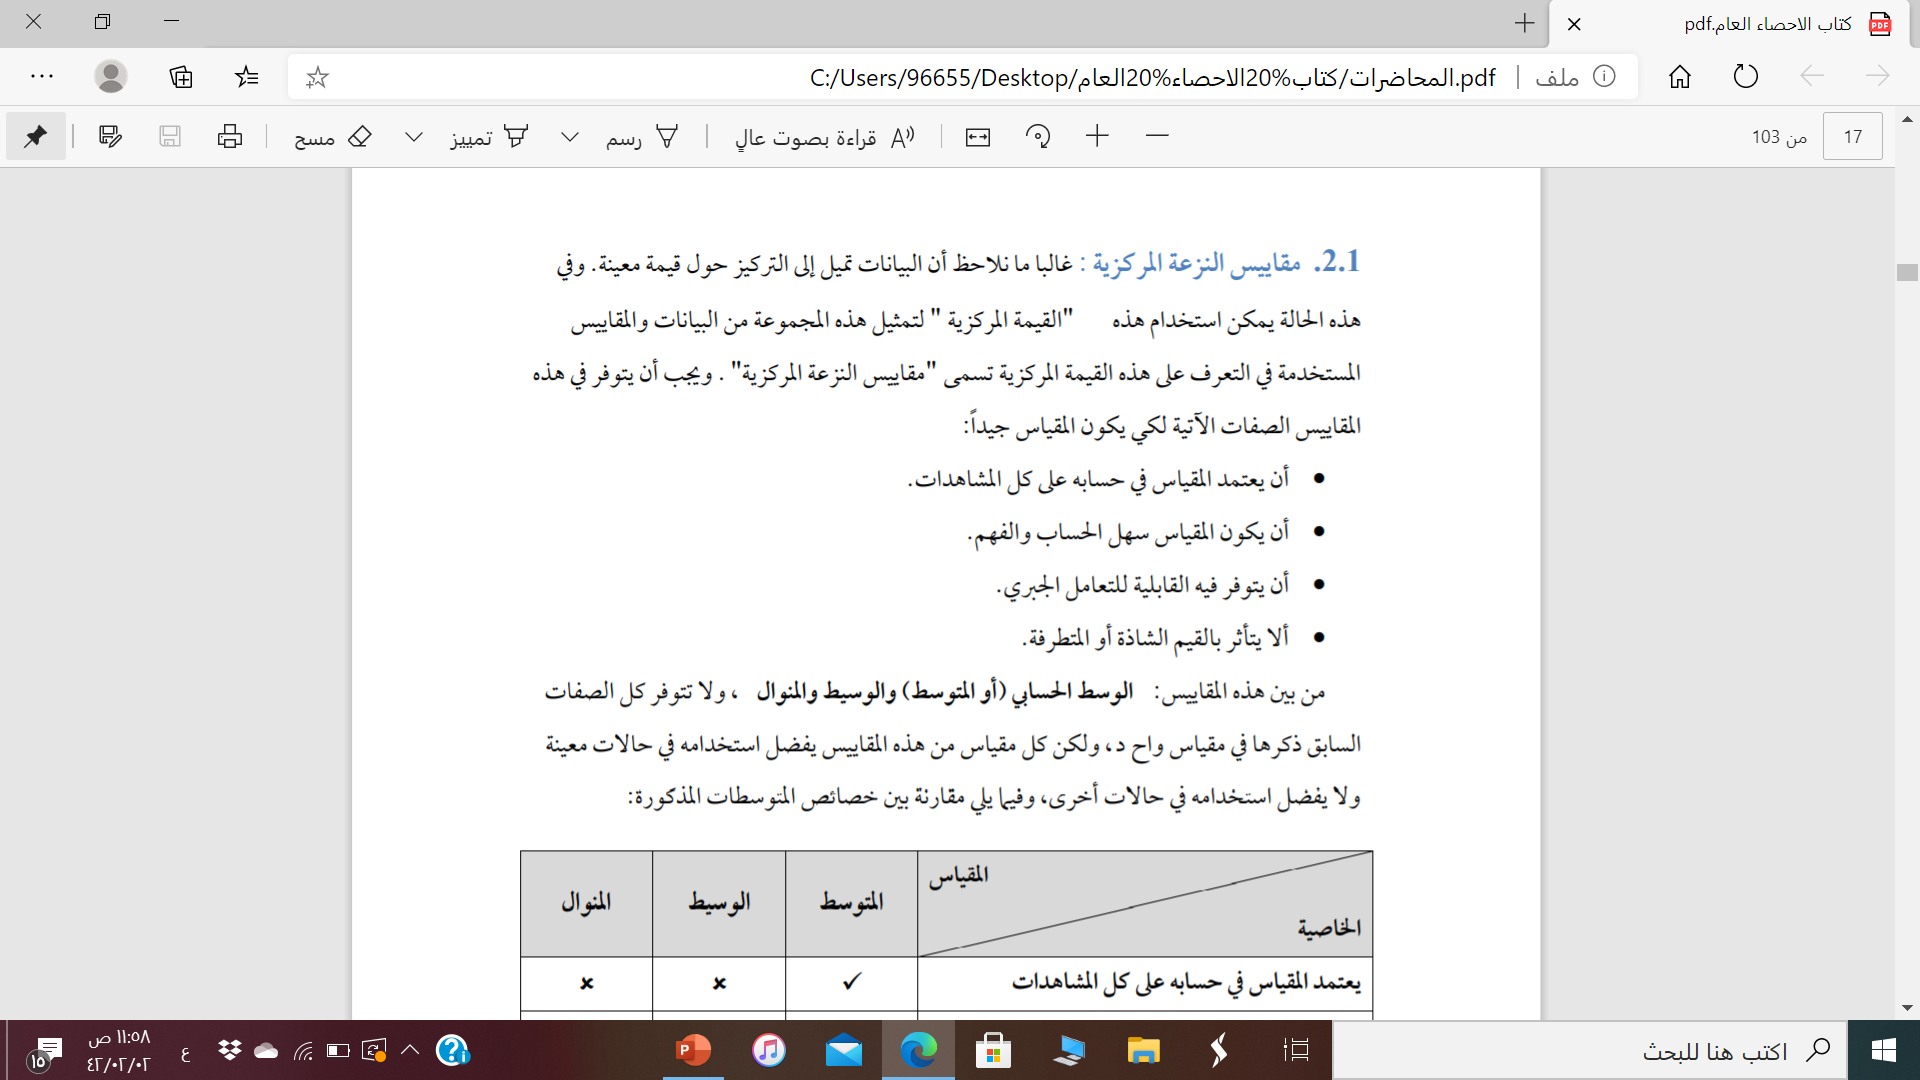 كتاب الاحصاء العام.pdf
ملف | C:/Users/96655/Desktop/المحاضرات/كتاب%20الاحصاء%20العام.pdf
17 من 103
قراءة بصوت عالٍ
رسم
تمييز
مسح
2.1. مقاييس النزعة المركزية : غالبا ما نلاحظ أن البيانات تميل إلى التركيز حول قيمة معينة. وفي
هذه الحالة يمكن استخدام هذه "القيمة المركزية " لتمثيل هذه المجموعة من البيانات والمقاييس
المستخدمة في التعرف على هذه القيمة المركزية تسمى "مقاييس النزعة المركزية" . ويجب أن يتوفر في هذه
المقاييس الصفات الآتية لكي يكون المقياس جيداً:
• أن يعتمد المقياس في حسابه على كل المشاهدات.
• أن يكون المقياس سهل الحساب والفهم.
• أن يتوفر فيه القابلية للتعامل الجبري.
• ألا يتأثر بالقيم الشاذة أو المتطرفة.
من بين هذه المقاييس: الوسط الحسابي (أو المتوسط) والوسيط والمنوال ، ولا تتوفر كل الصفات
السابق ذكرها في مقياس واح د، ولكن كل مقياس من هذه المقاييس يفضل استخدامه في حالات معينة
ولا يفضل استخدامه في حالات أخرى، وفيما يلي مقارنة بين خصائص المتوسطات المذكورة:
المقياس
الخاصية
المتوسط
الوسيط
المنوال
يعتمد المقياس في حسابه على كل المشاهدات ✓ × ×
اكتب هنا للبحث
ع
١١:٥٨ ص
٤٢/٠٢/٠٢
١٥